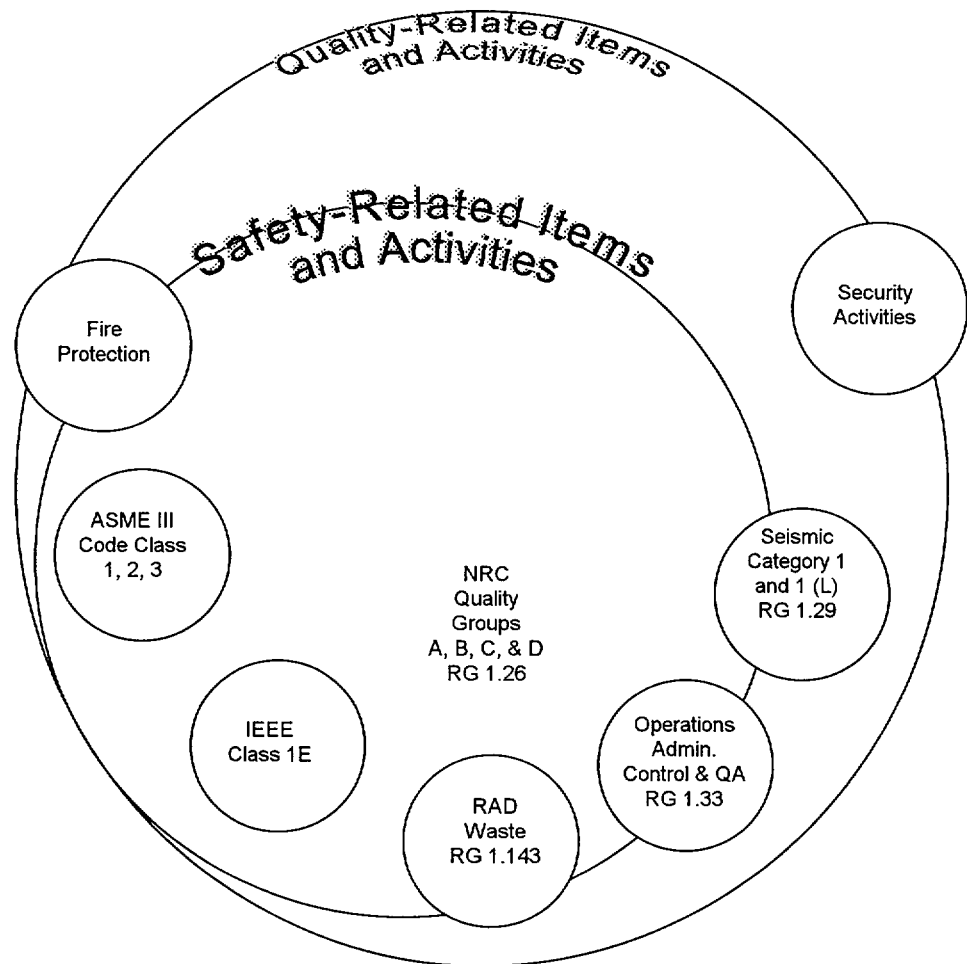 Quality-Related Items
and Activities
Safety-Related Items
and Activities
Fire
Protection
Security
Activities
ASME III
Code Class
1, 2, 3
NRC
Quality
Groups
A, B, C, & D
RG 1.26
Seismic
Category 1
and 1 (L)
RG 1.29
IEEE
Class 1E
Operations
Admin.
Control & QA
RG 1.33
RAD
Waste
RG 1.143